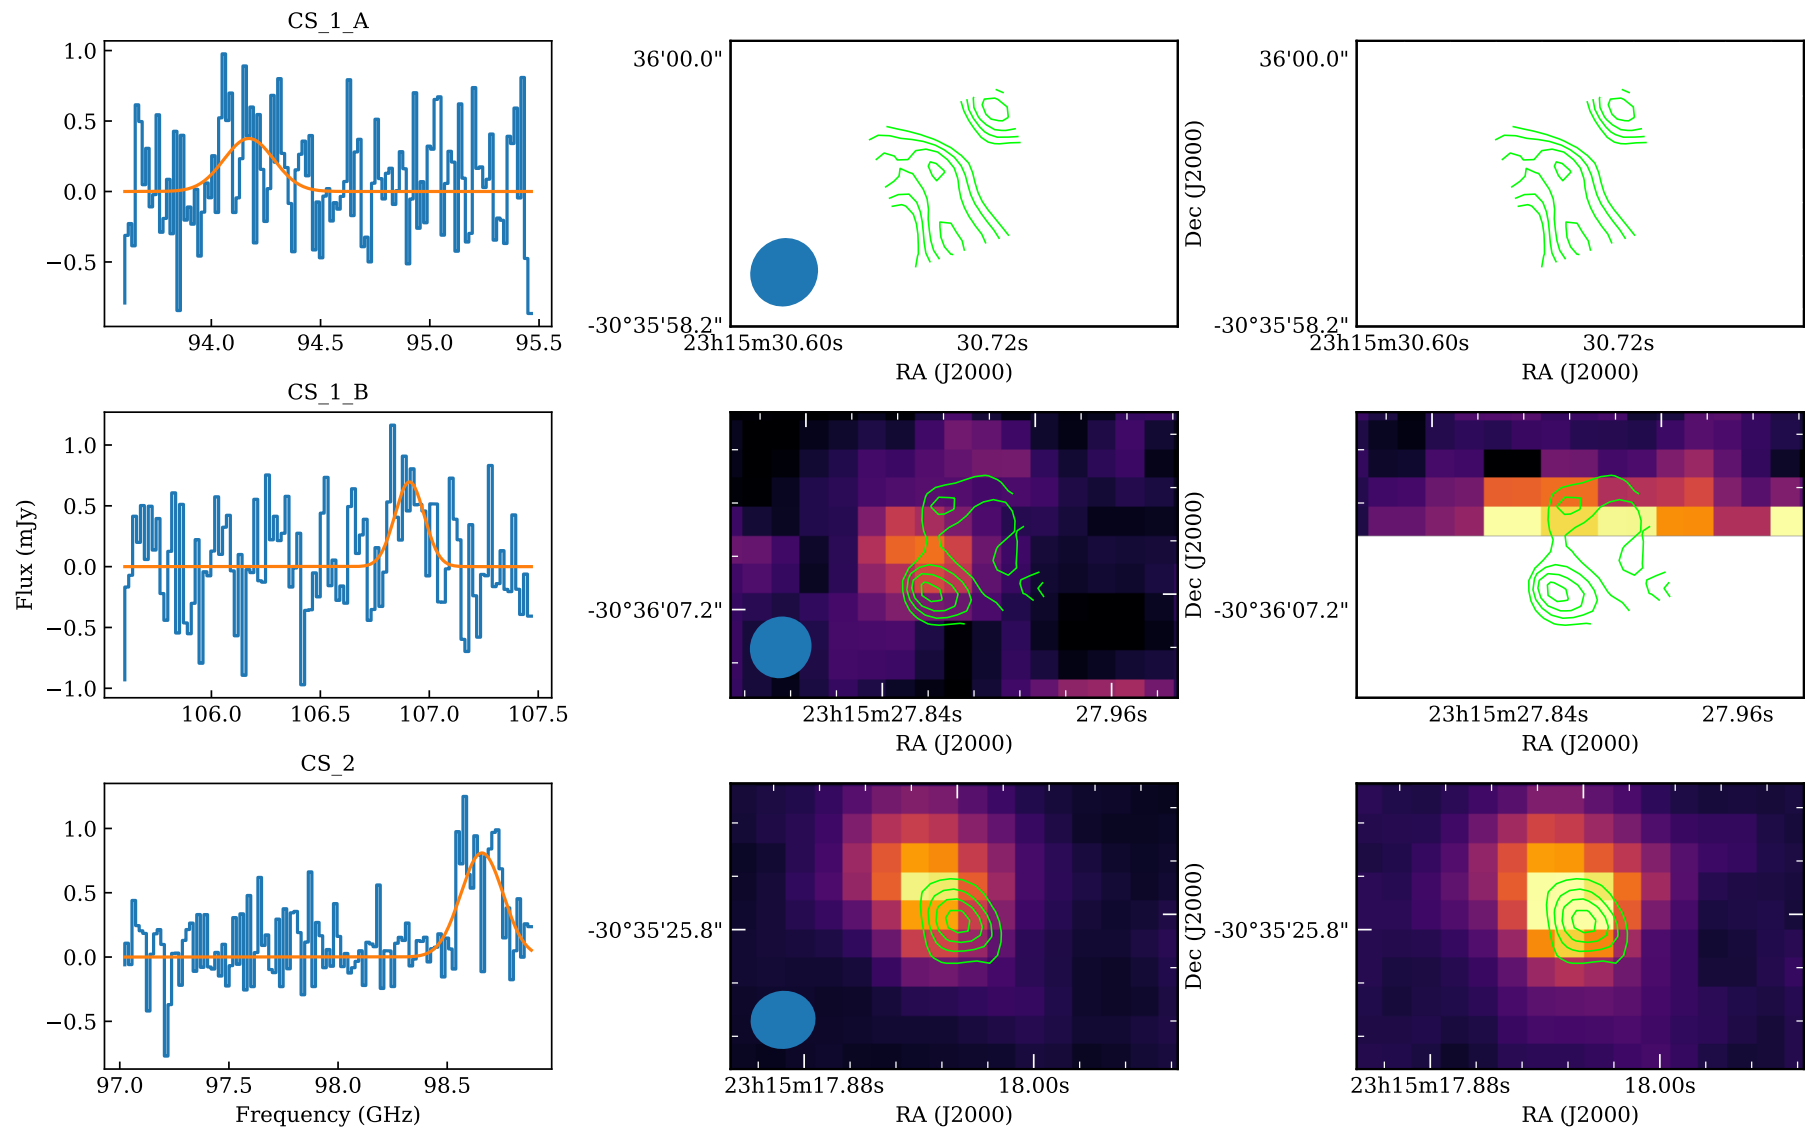 CS_1_A
1.0
0.5
0.0
−0.5
94.0 94.5 95.0 95.5
36'00.0"
-30°35'58.2"
23h15m30.60s 30.72s
RA (J2000)
Dec (J2000)
36'00.0"
-30°35'58.2"
23h15m30.60s 30.72s
RA (J2000)
CS_1_B
Flux (mJy)
1.0
0.5
0.0
−0.5
−1.0
106.0 106.5 107.0 107.5
-30°36'07.2"
23h15m27.84s 27.96s
RA (J2000)
Dec (J2000)
-30°36'07.2"
23h15m27.84s 27.96s
RA (J2000)
CS_2
1.0
0.5
0.0
−0.5
97.0 97.5 98.0 98.5
Frequency (GHz)
-30°35'25.8"
23h15m17.88s 18.00s
RA (J2000)
Dec (J2000)
-30°35'25.8"
23h15m17.88s 18.00s
RA (J2000)